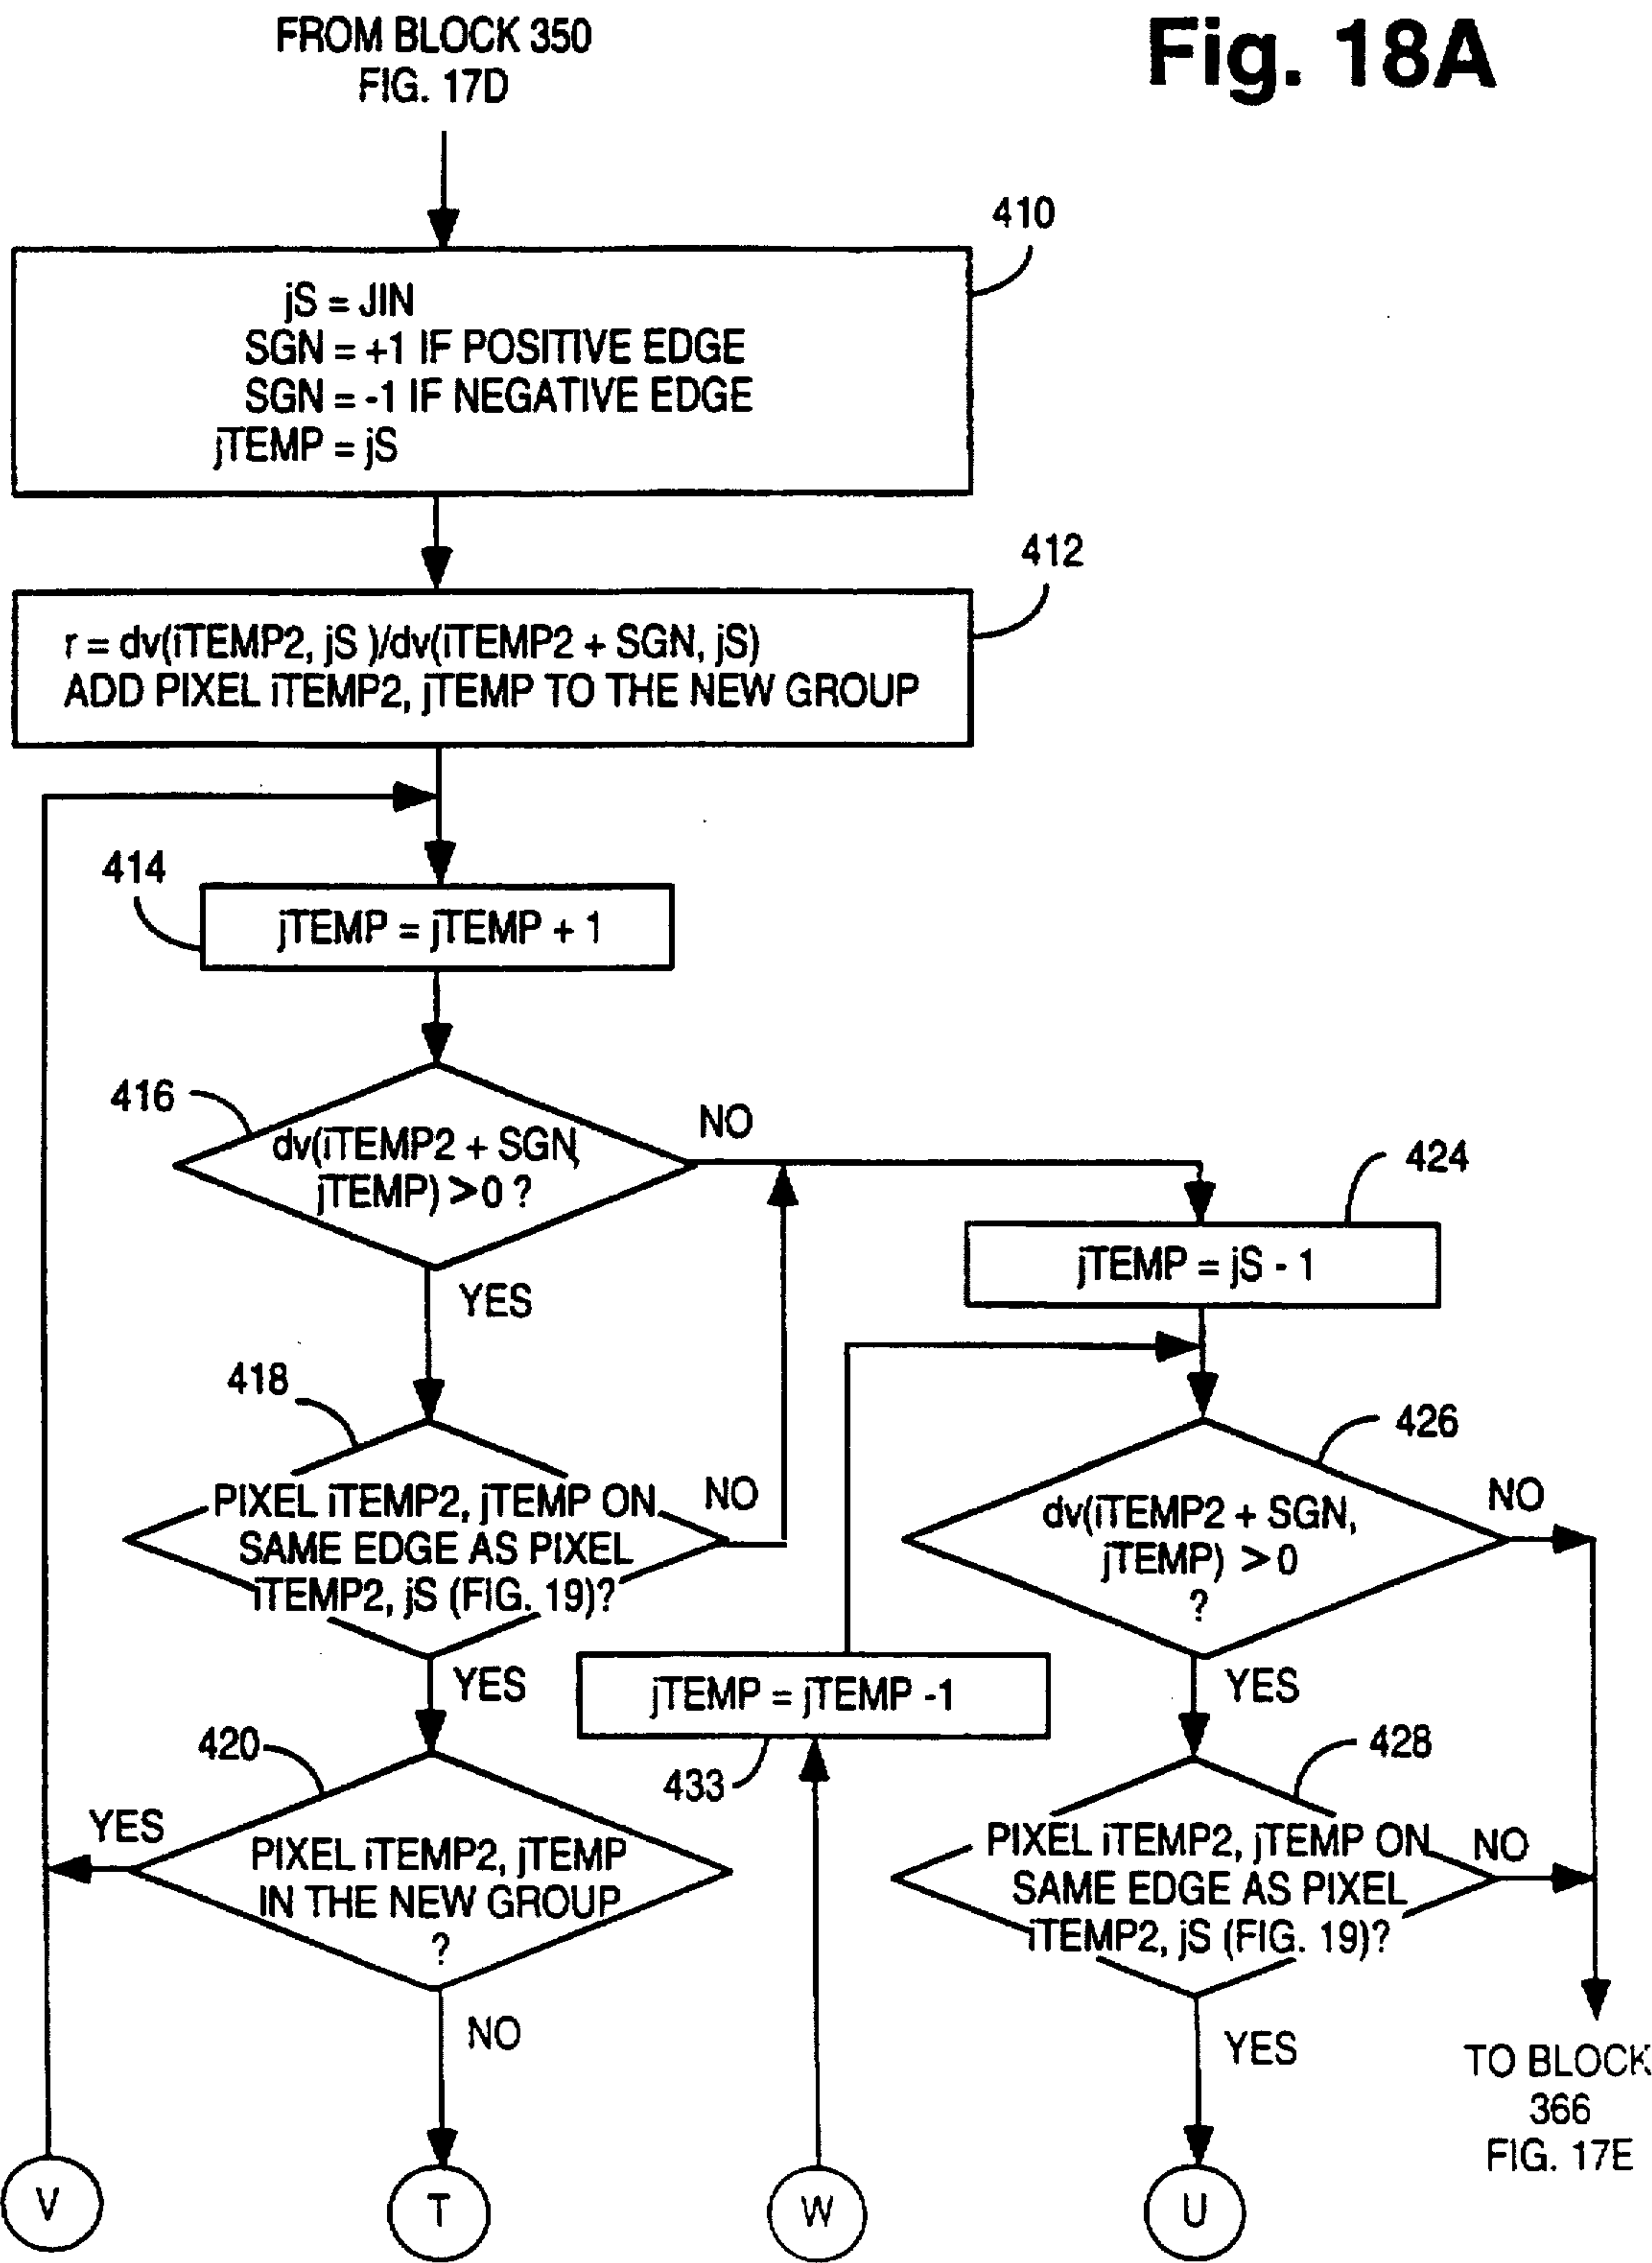 FROM BLOCK 350
FIG. 17D
Fig. 18A
410
jS = JIN
SGN = +1 IF POSITIVE EDGE
SGN = -1 IF NEGATIVE EDGE
jTEMP = jS
412
r = dv(iTEMP2, jS )/dv(iTEMP2 + SGN, jS)
ADD PIXEL iTEMP2, jTEMP TO THE NEW GROUP
414
jTEMP = jTEMP + 1
416
dv(iTEMP2 + SGN,
jTEMP) >0 ?
NO
YES
424
jTEMP = jS - 1
418
PIXEL iTEMP2, jTEMP ON
SAME EDGE AS PIXEL
iTEMP2, jS (FIG. 19)?
NO
YES
426
dv(iTEMP2 + SGN,
jTEMP) >0
?
NO
YES
jTEMP = jTEMP -1
433
420
YES
PIXEL iTEMP2, jTEMP
IN THE NEW GROUP
?
NO
428
PIXEL iTEMP2, jTEMP ON
SAME EDGE AS PIXEL
iTEMP2, jS (FIG. 19)?
NO
YES
TO BLOCK
366
FIG. 17E
V
T
W
U